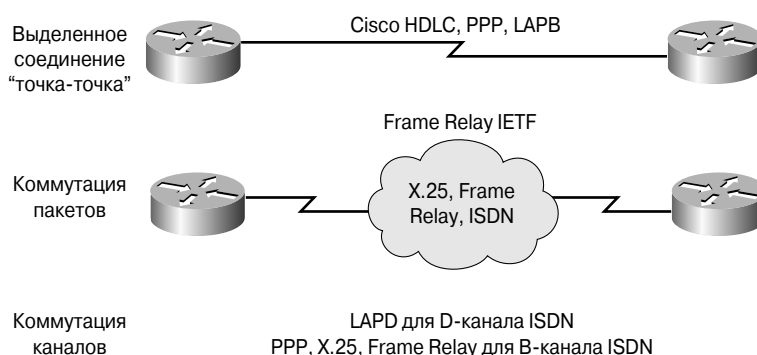 Выделенное
соединение
“точка-точка”
Cisco HDLC, PPP, LAPB
Frame Relay IETF
Коммутация
пакетов
X.25, Frame
Relay, ISDN
Коммутация
каналов
LAPD для D-канала ISDN
PPP, X.25, Frame Relay для B-канала ISDN